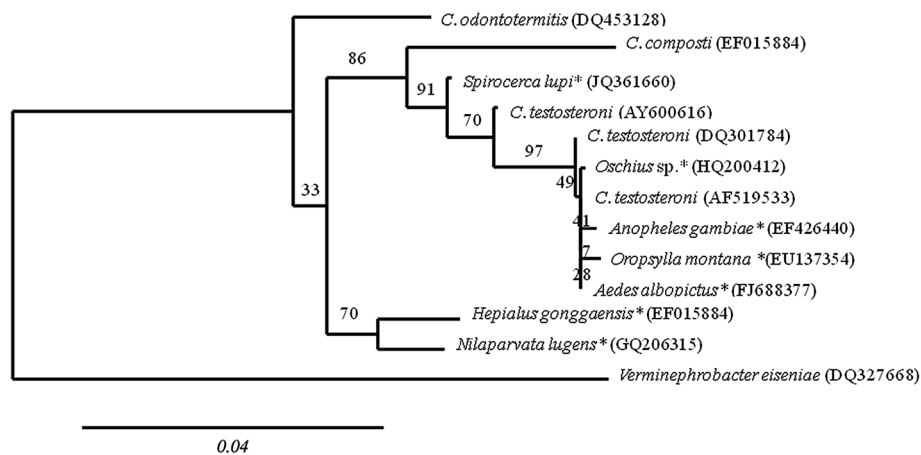 C. odontotermitis (DQ453128)
C. composti (EF015884)
86
Spirocerca lupi* (JQ361660)
91
C. testosteroni (AY600616)
70
C. testosteroni (DQ301784)
97
Oschius sp.* (HQ200412)
49
33
C. testosteroni (AF519533)
41
Anopheles gambiae * (EF426440)
7
Oropsylla montana *(EU137354)
28
Aedes albopictus* (FJ688377)
70
Hepialus gonggaensis* (EF015884)
Nilaparvata lugens* (GQ206315)
Verminephrobacter eiseniae (DQ327668)
0.04